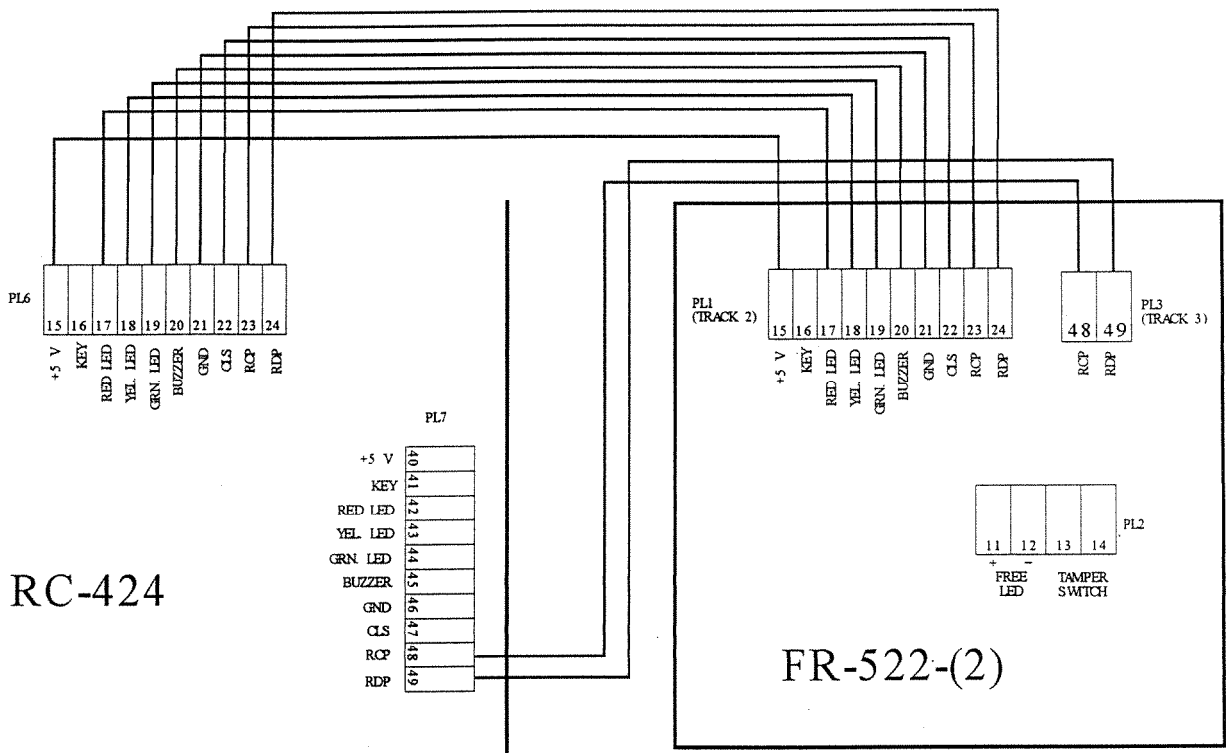 PL6
15 16 17 18 19 20 21 22 23 24
+5 V
KEY
RED LED
YEL. LED
GRN. LED
BUZZER
GND
CLS
RCP
RDP
PL1
(TRACK 2)
15 16 17 18 19 20 21 22 23 24
+5 V
KEY
RED LED
YEL. LED
GRN. LED
BUZZER
GND
CLS
RCP
RDP
48 49
PL3
(TRACK 3)
RCP
RDP
PL7
+5 V 40
KEY 41
RED LED 42
YEL. LED 43
GRN. LED 44
BUZZER 45
GND 46
CLS 47
RCP 48
RDP 49
RC-424
11 12 13 14
PL2
+ −
FREE
LED
TAMPER
SWITCH
FR-522-(2)